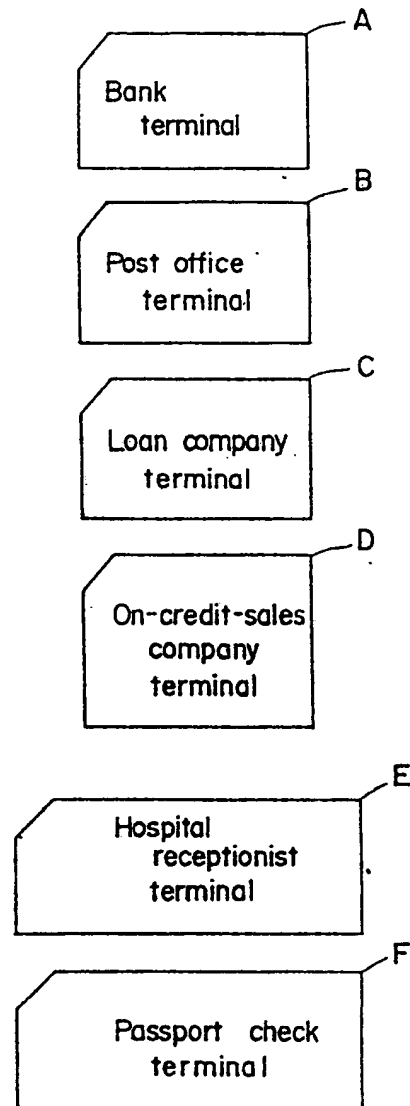 A
Bank
terminal
B
Post office
terminal
C
Loan company
terminal
D
On-credit-sales
company
terminal
E
Hospital
receptionist
terminal
F
Passport check
terminal